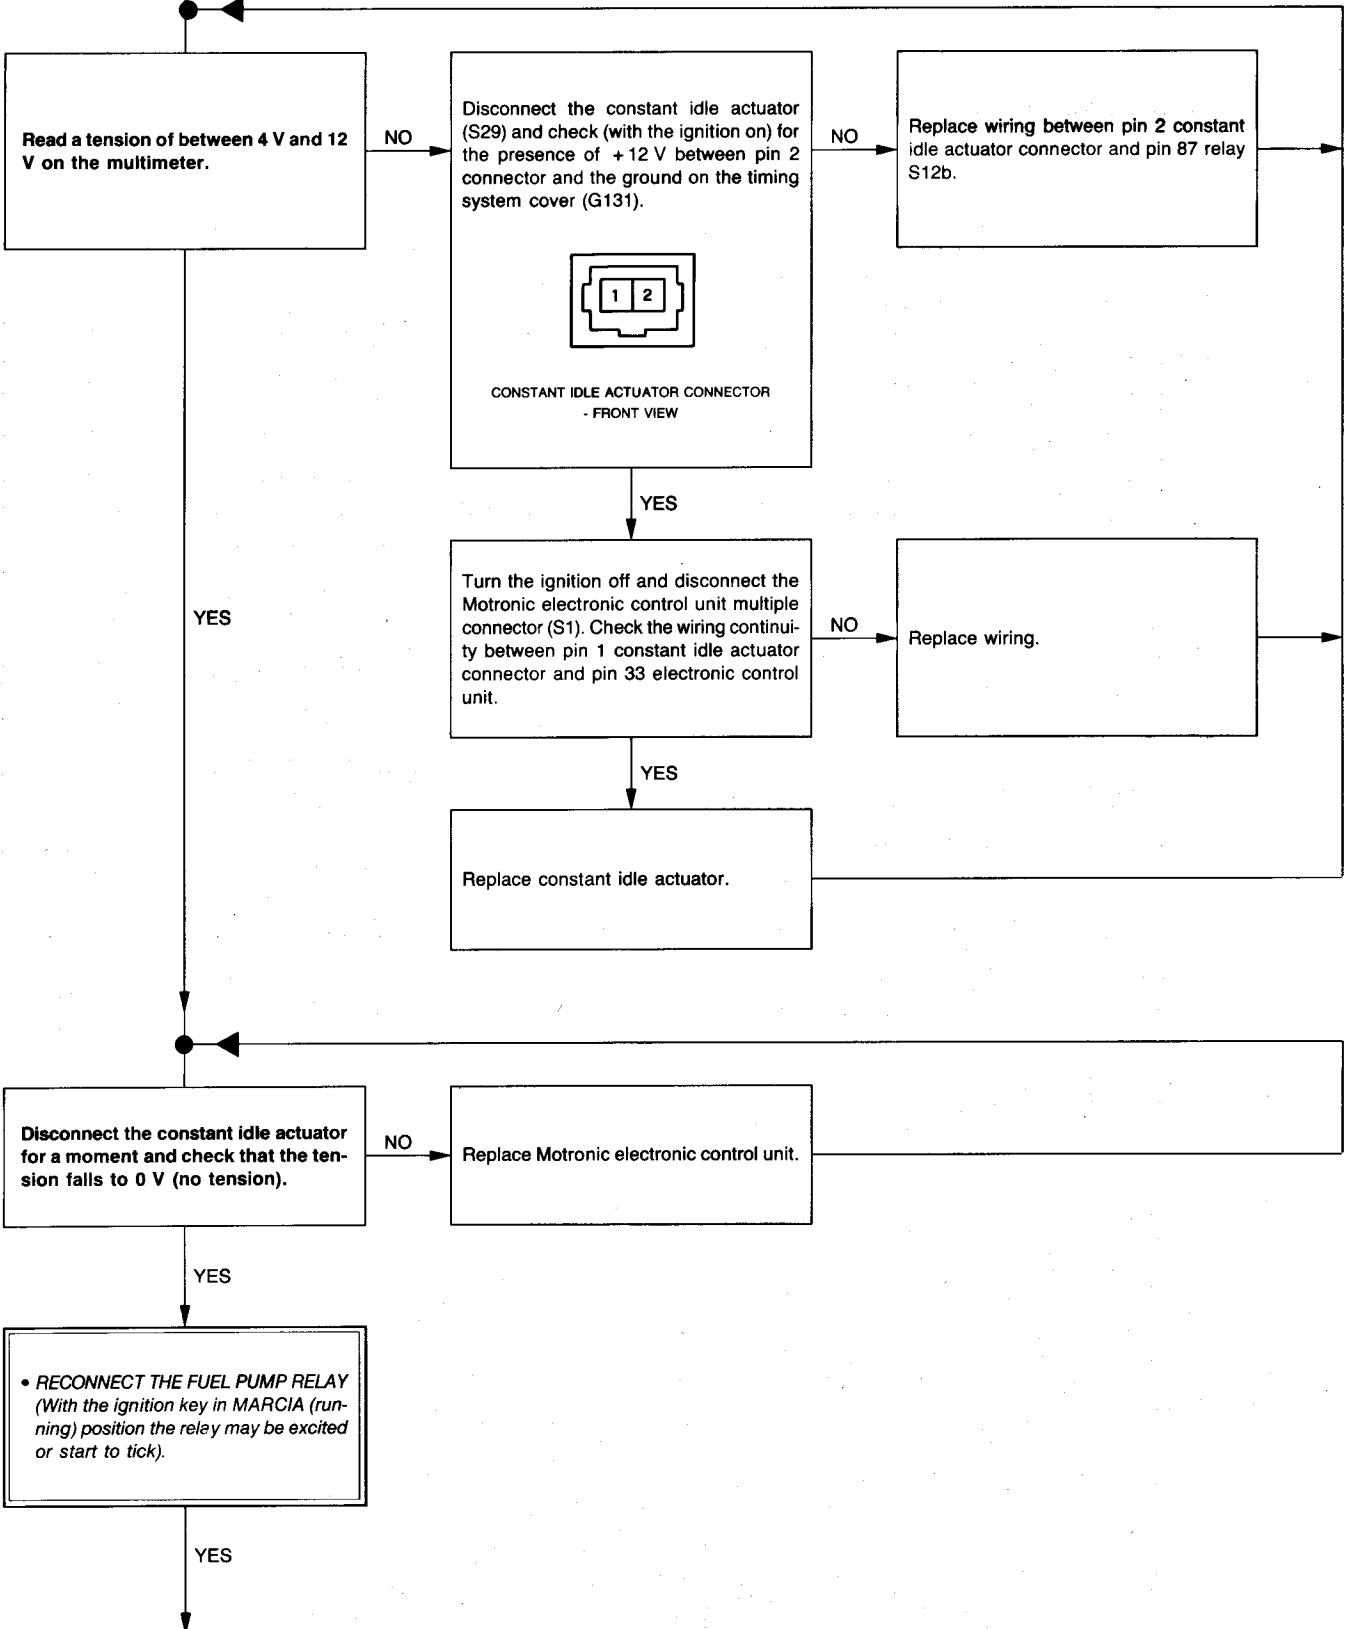 Read a tension of between 4 V and 12
V on the multimeter.
NO
Disconnect the constant idle actuator
(S29) and check (with the ignition on) for
the presence of +12 V between pin 2
connector and the ground on the timing
system cover (G131).
1 2
CONSTANT IDLE ACTUATOR CONNECTOR
- FRONT VIEW
NO
Replace wiring between pin 2 constant
idle actuator connector and pin 87 relay
S12b.
YES
YES
Turn the ignition off and disconnect the
Motronic electronic control unit multiple
connector (S1). Check the wiring continui-
ty between pin 1 constant idle actuator
connector and pin 33 electronic control
unit.
NO
Replace wiring.
YES
Replace constant idle actuator.
Disconnect the constant idle actuator
for a moment and check that the ten-
sion falls to 0 V (no tension).
NO
Replace Motronic electronic control unit.
YES
• RECONNECT THE FUEL PUMP RELAY
(With the ignition key in MARCIA (run-
ning) position the relay may be excited
or start to tick).
YES